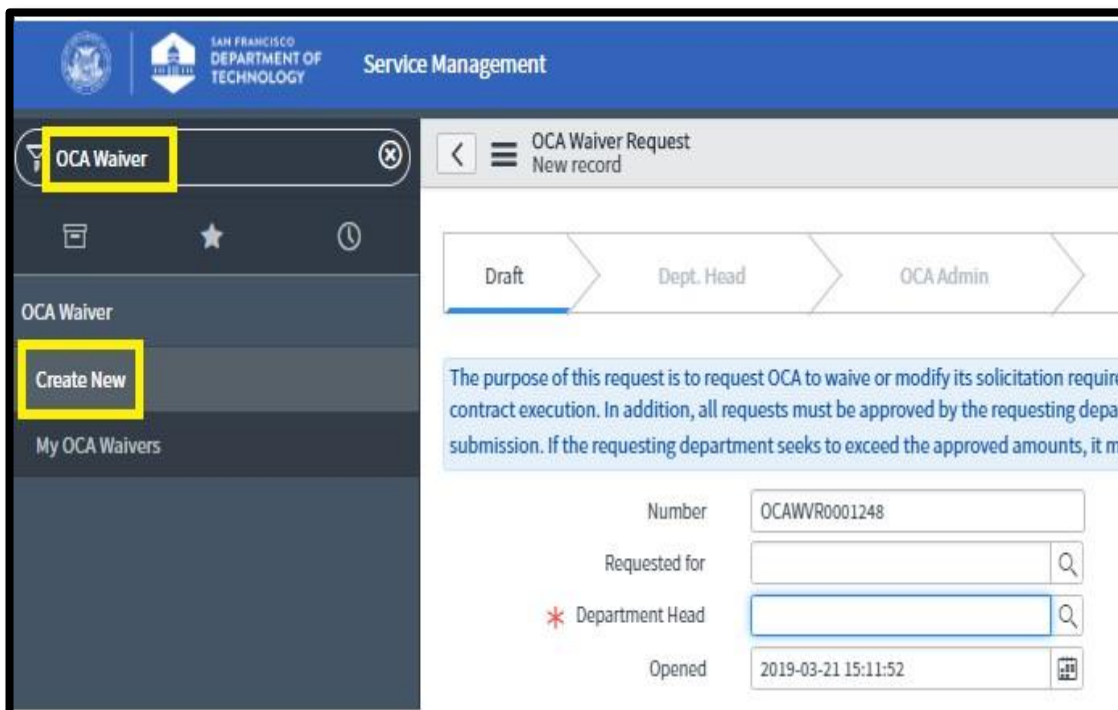 SAN FRANCISCO
DEPARTMENT OF
TECHNOLOGY
Service Management
OCA Waiver
OCA Waiver Request
New record
Draft
Dept. Head
OCA Admin
OCA Waiver
Create New
My OCA Waivers
The purpose of this request is to request OCA to waive or modify its solicitation require
contract execution. In addition, all requests must be approved by the requesting depa
submission. If the requesting department seeks to exceed the approved amounts, it m
Number OCAWVR0001248
Requested for
* Department Head
Opened 2019-03-21 15:11:52